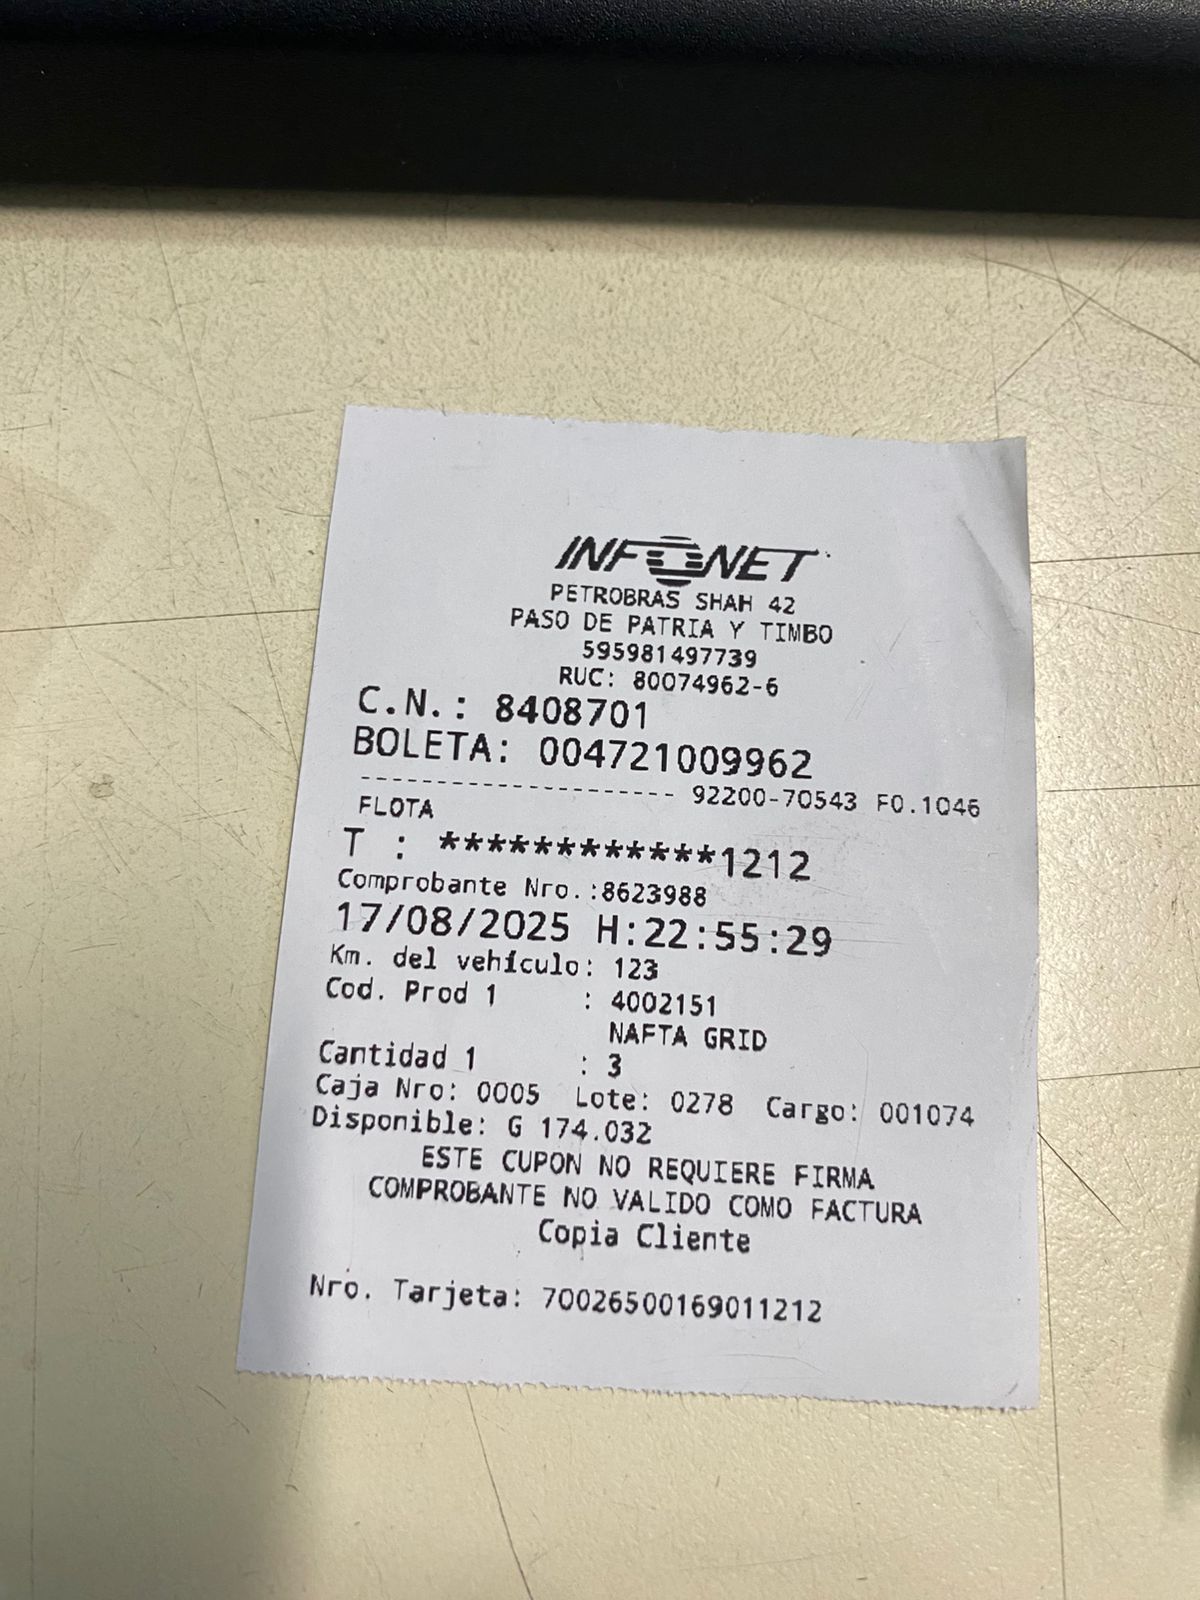 INFONET
PETROBRAS SHAH 42
PASO DE PATRIA Y TIMBO
595981497739
RUC: 80074962-6
C.N.: 8408701
BOLETA: 004721009962
--------------------- 92200-70543 F0.1046
FLOTA
T : ************1212
Comprobante Nro.:8623988
17/08/2025 H:22:55:29
Km. del vehículo: 123
Cod. Prod 1 : 4002151
NAFTA GRID
Cantidad 1 : 3
Caja Nro: 0005 Lote: 0278 Cargo: 001074
Disponible: G 174.032
ESTE CUPON NO REQUIERE FIRMA
COMPROBANTE NO VALIDO COMO FACTURA
Copia Cliente
Nro. Tarjeta: 70026500169011212